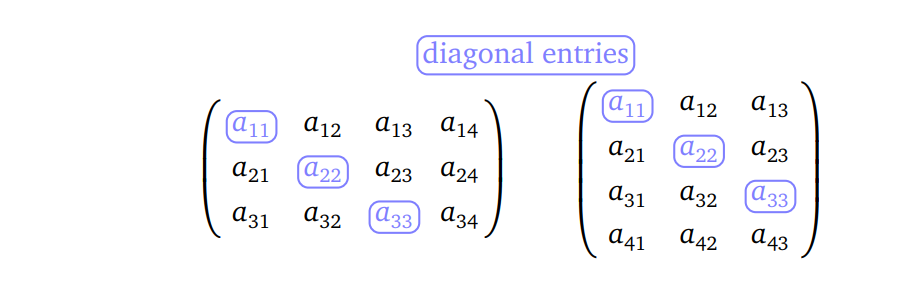 diagonal entries
a₁₁ a₁₂ a₁₃ a₁₄
a₂₁ a₂₂ a₂₃ a₂₄
a₃₁ a₃₂ a₃₃ a₃₄
a₁₁ a₁₂ a₁₃
a₂₁ a₂₂ a₂₃
a₃₁ a₃₂ a₃₃
a₄₁ a₄₂ a₄₃